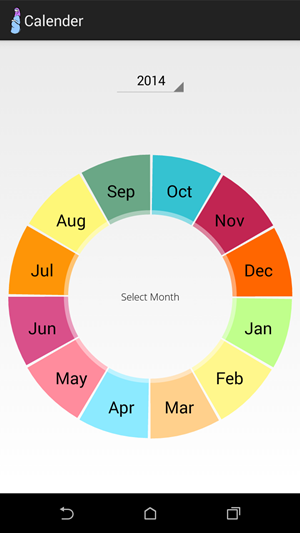 Calender
2014
Sep
Oct
Aug
Nov
Jul
Dec
Select Month
Jun
Jan
May
Feb
Apr
Mar